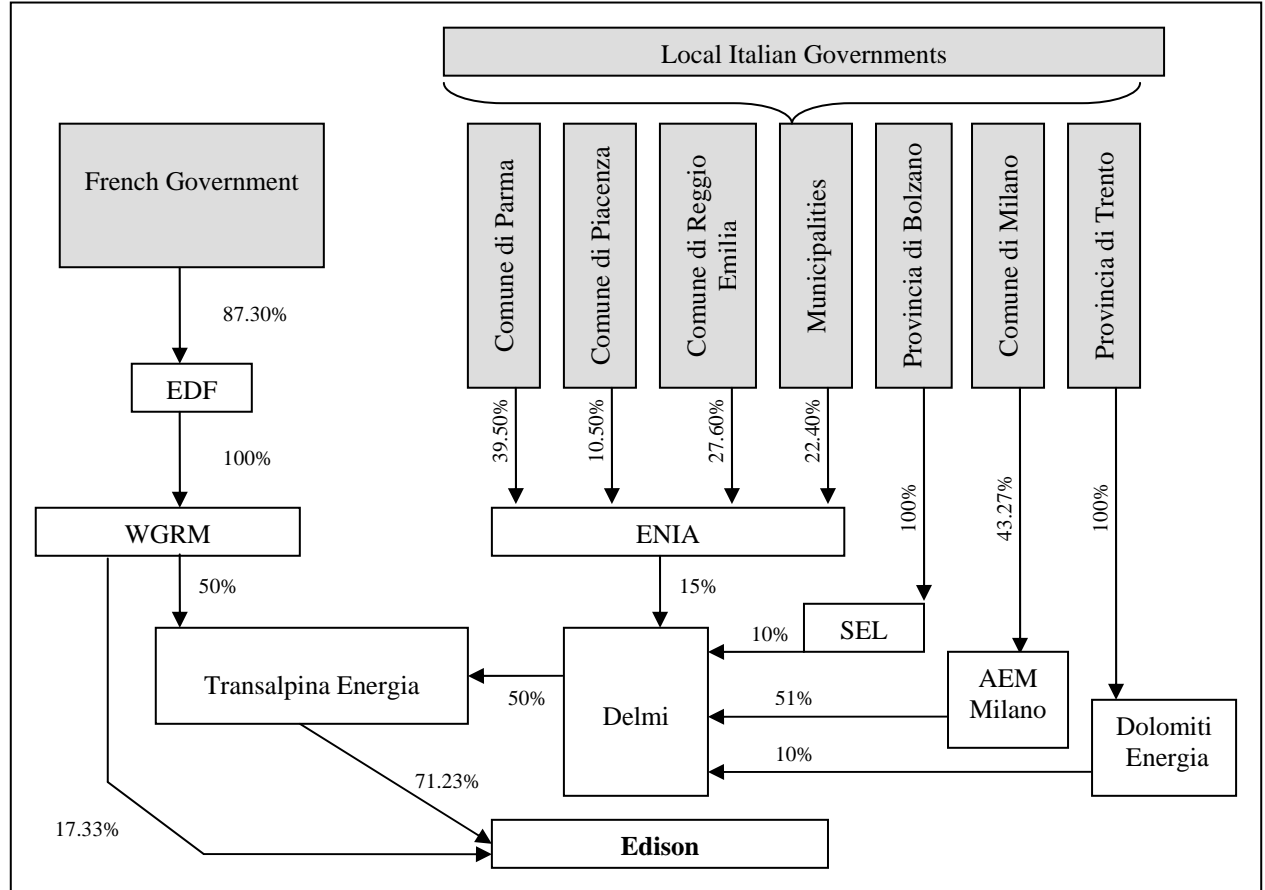 Local Italian Governments
French Government
Comune di Parma
Comune di Piacenza
Comune di Reggio
Emilia
Municipalities
Provincia di Bolzano
Comune di Milano
Provincia di Trento
87.30%
EDF
39.50%
10.50%
27.60%
22.40%
100%
100%
43.27%
100%
WGRM
ENIA
50%
15%
SEL
10%
Transalpina Energia
50%
Delmi
AEM
Milano
51%
Dolomiti
Energia
10%
71.23%
17.33%
Edison